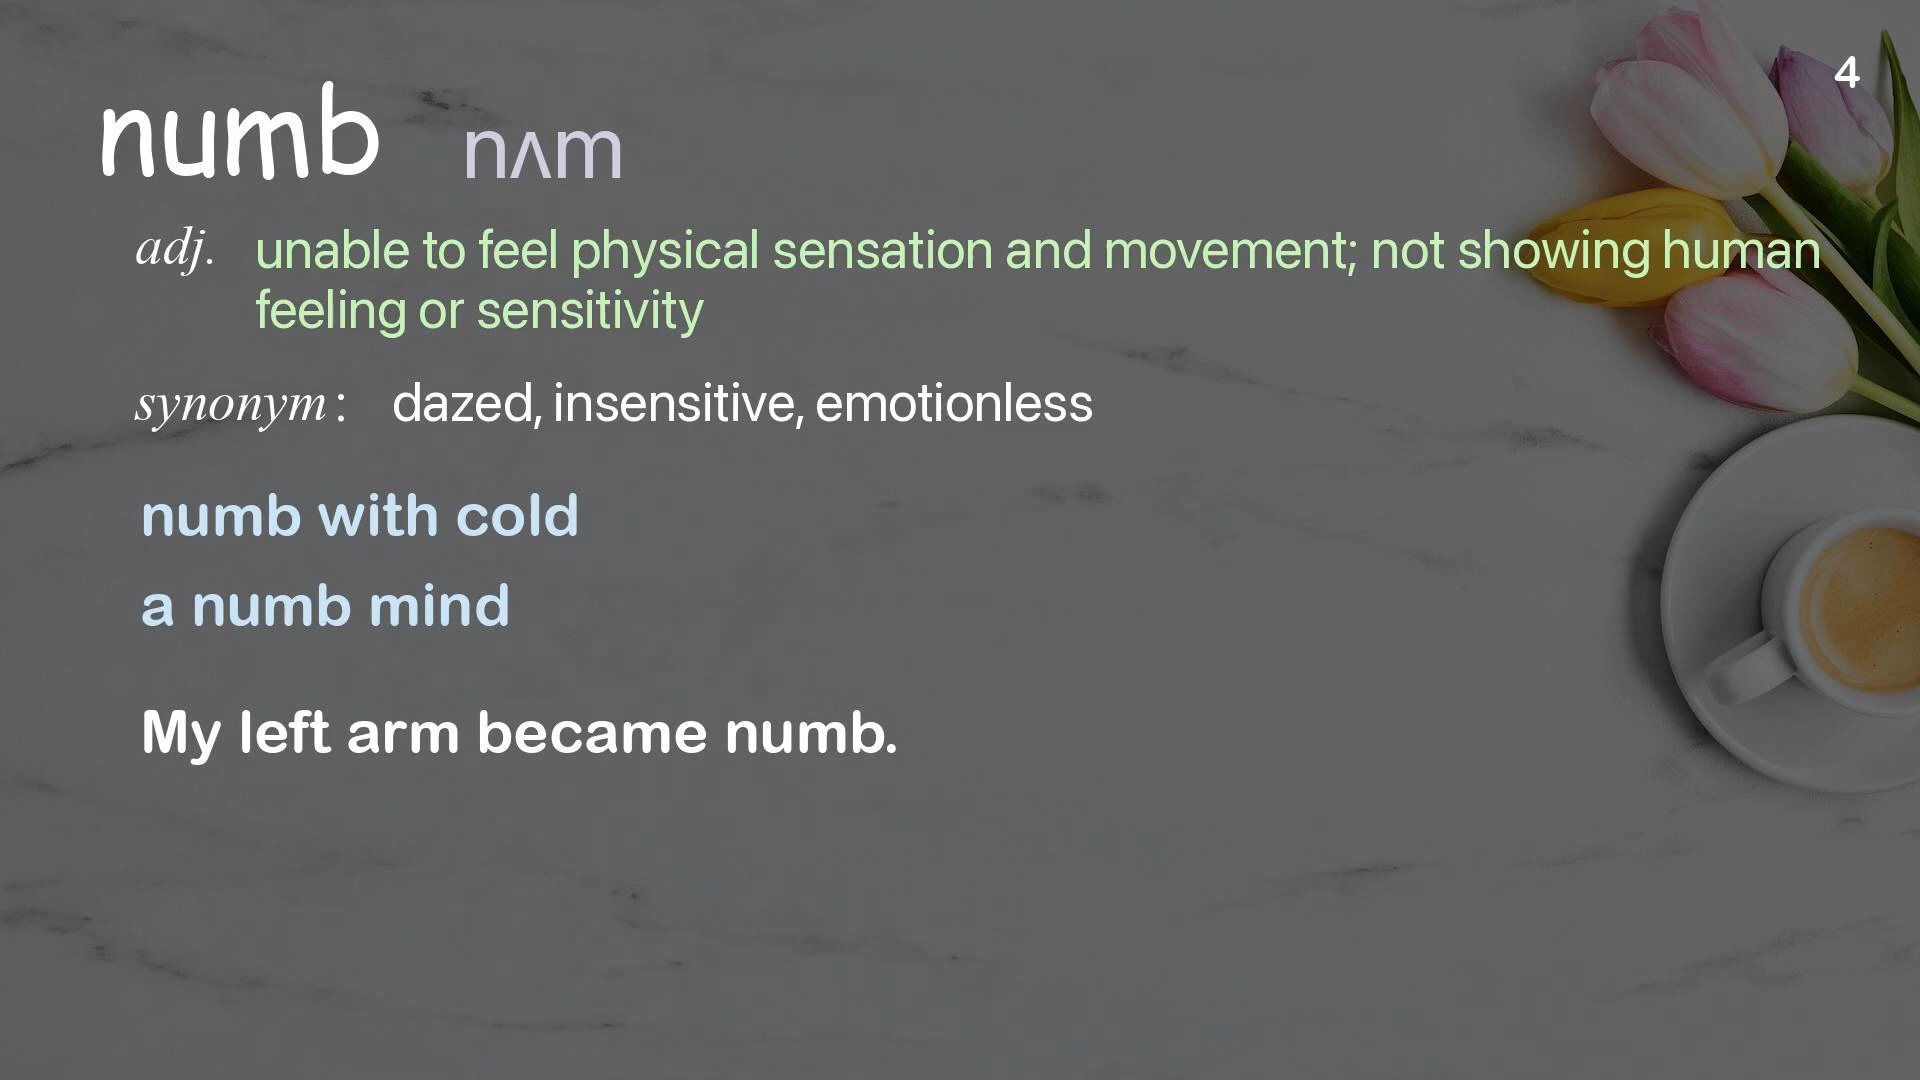 4
numb nʌm
adj. unable to feel physical sensation and movement; not showing human
feeling or sensitivity
synonym : dazed, insensitive, emotionless
numb with cold
a numb mind
My left arm became numb.